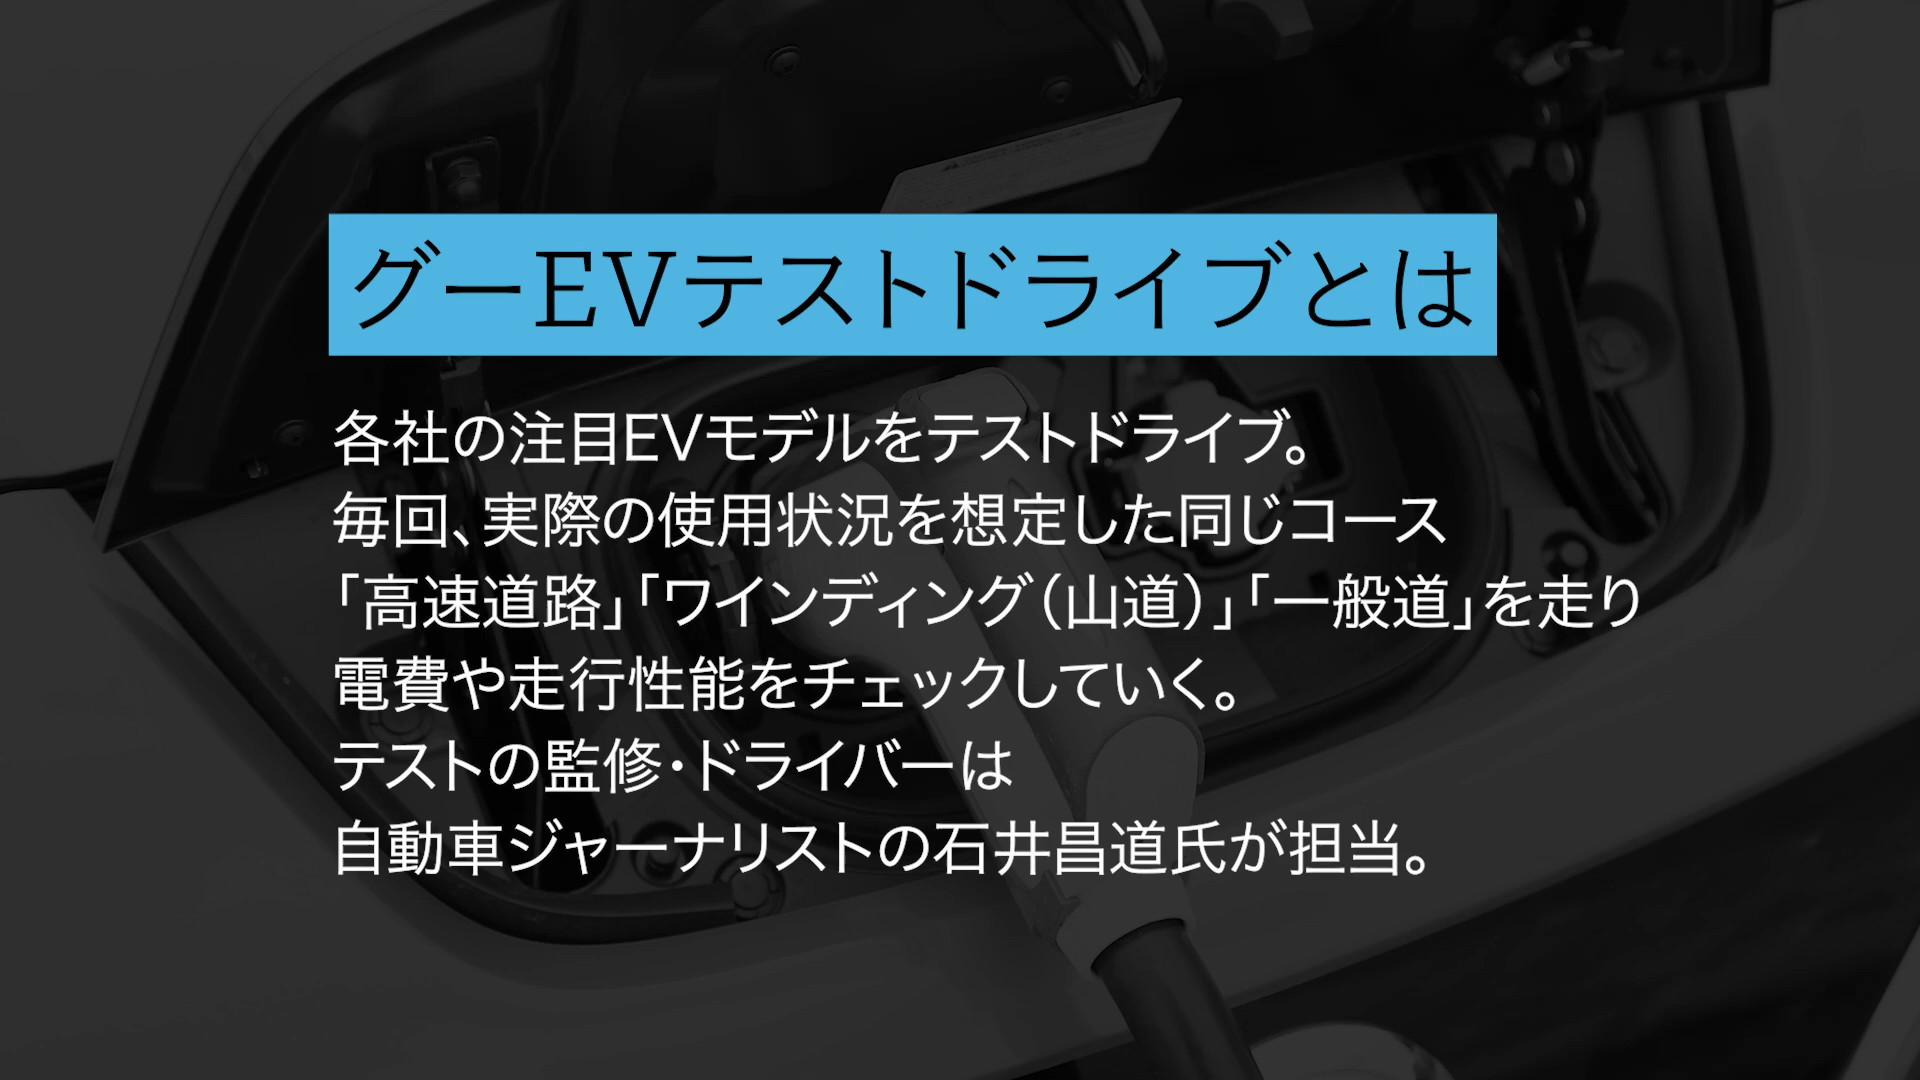 グーEVテストドライブとは
各社の注目EVモデルをテストドライブ。
毎回、実際の使用状況を想定した同じコース
「高速道路」「ワインディング（山道）」「一般道」を走り
電費や走行性能をチェックしていく。
テストの監修・ドライバーは
自動車ジャーナリストの石井昌道氏が担当。